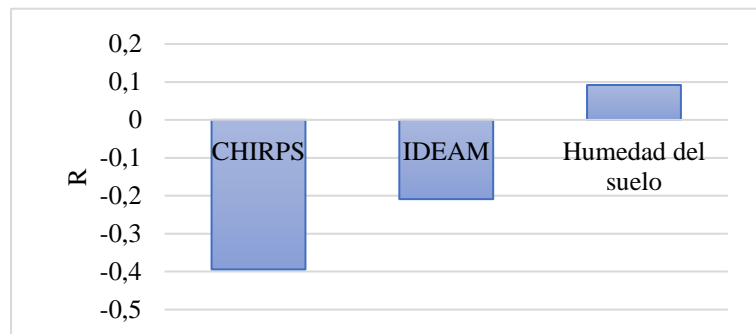 0,2
0,1
0
-0,1
-0,2
-0,3
-0,4
-0,5
R
CHIRPS
IDEAM
Humedad del
suelo